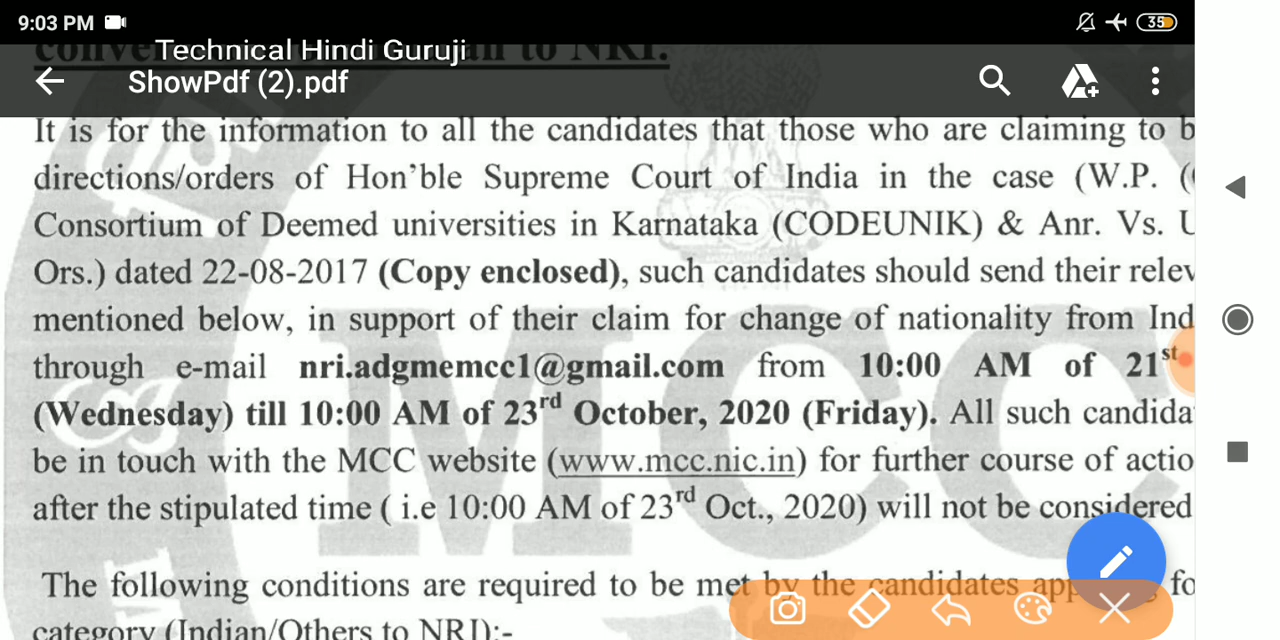 9:03 PM
35
Technical Hindi Guruji
to NRI.
ShowPdf (2).pdf
It is for the information to all the candidates that those who are claiming to
directions/orders of Hon'ble Supreme Court of India in the case (W.P.
Consortium of Deemed universities in Karnataka (CODEUNIK) & Anr. Vs.
Ors.) dated 22-08-2017 (Copy enclosed), such candidates should send their
mentioned below, in support of their claim for change of nationality from
through e-mail nri.adgmemcc1@gmail.com from 10:00 AM of 21st
(Wednesday) till 10:00 AM of 23rd October, 2020 (Friday). All such
be in touch with the MCC website (www.mcc.nic.in) for further course of
after the stipulated time ( i.e 10:00 AM of 23rd Oct., 2020) will not be considered
The following conditions are required to be met by the candidates
category (Indian/Others to NRI):-
MCC